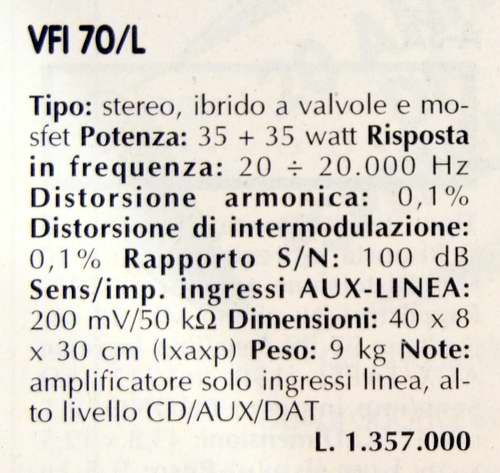 VFI 70/L
Tipo: stereo, ibrido a valvole e mo-
sfet Potenza: 35 + 35 watt Risposta
in frequenza: 20 ÷ 20.000 Hz
Distorsione armonica: 0,1%
Distorsione di intermodulazione:
0,1% Rapporto S/N: 100 dB
Sens/imp. ingressi AUX-LINEA:
200 mV/50 kΩ Dimensioni: 40 x 8
x 30 cm (lxaxp) Peso: 9 kg Note:
amplificatore solo ingressi linea, al-
to livello CD/AUX/DAT
L. 1.357.000